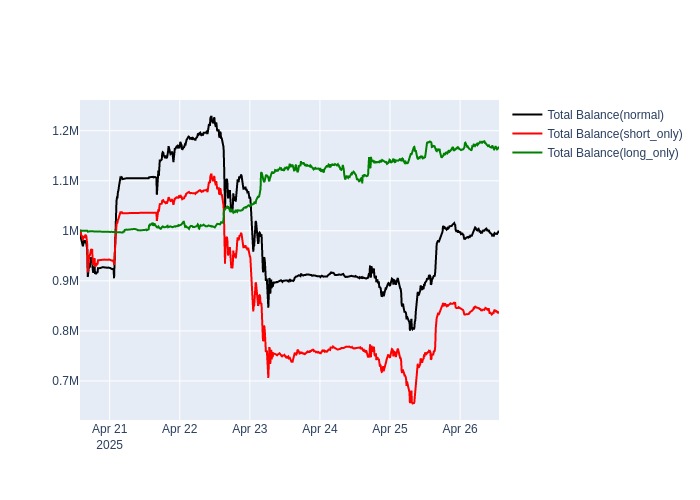 1.2M
1.1M
1M
0.9M
0.8M
0.7M
Apr 21
2025
Apr 22
Apr 23
Apr 24
Apr 25
Apr 26
Total Balance(normal)
Total Balance(short_only)
Total Balance(long_only)